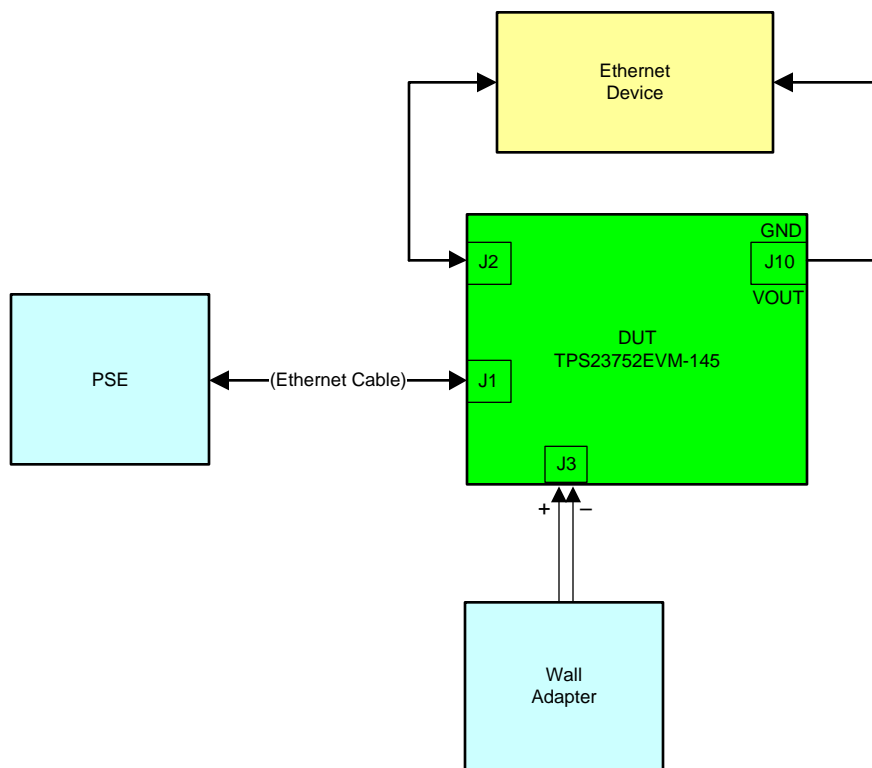 Ethernet
Device
GND
J2
J10
VOUT
DUT
TPS23752EVM-145
PSE
(Ethernet Cable)
J1
J3
+
–
Wall
Adapter